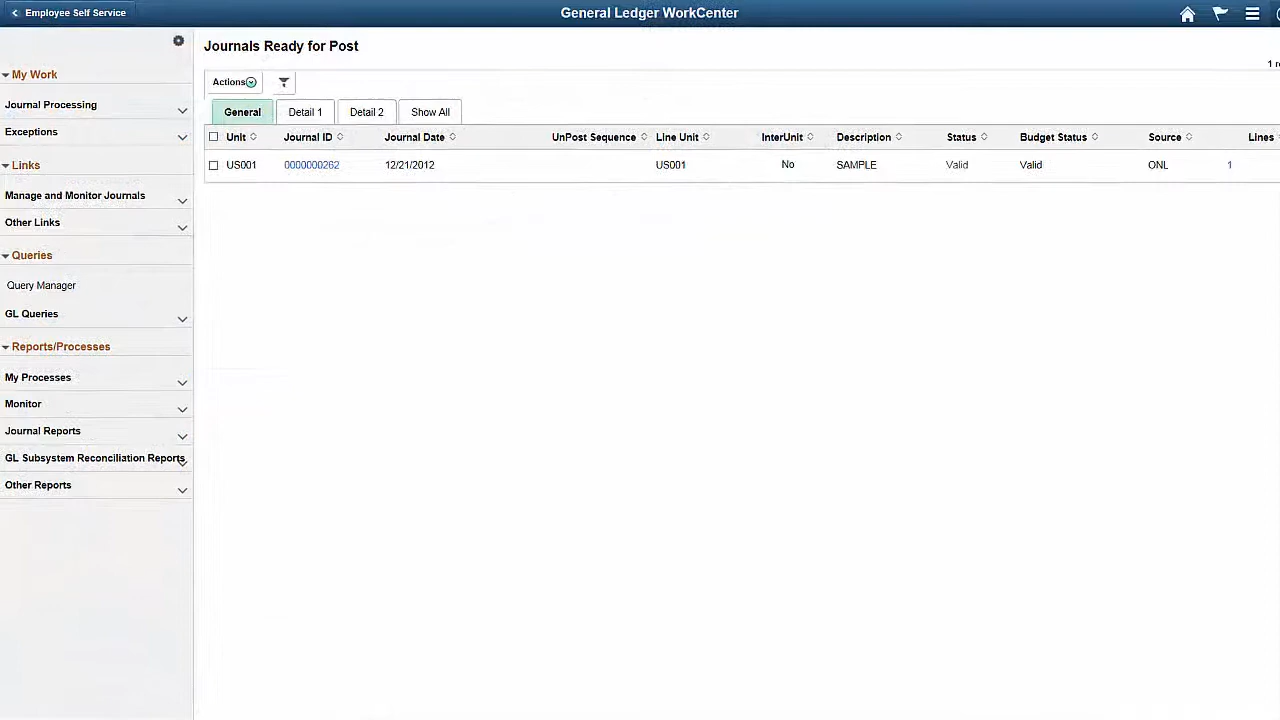 Employee Self Service
General Ledger WorkCenter
Journals Ready for Post
My Work
Journal Processing
Exceptions
Links
Manage and Monitor Journals
Other Links
Queries
Query Manager
GL Queries
Reports/Processes
My Processes
Monitor
Journal Reports
GL Subsystem Reconciliation Reports
Other Reports
1
Actions
General Detail 1 Detail 2 Show All
Unit Journal ID Journal Date UnPost Sequence Line Unit InterUnit Description Status Budget Status Source Lines
US001 0000000262 12/21/2012 US001 No SAMPLE Valid Valid ONL 1